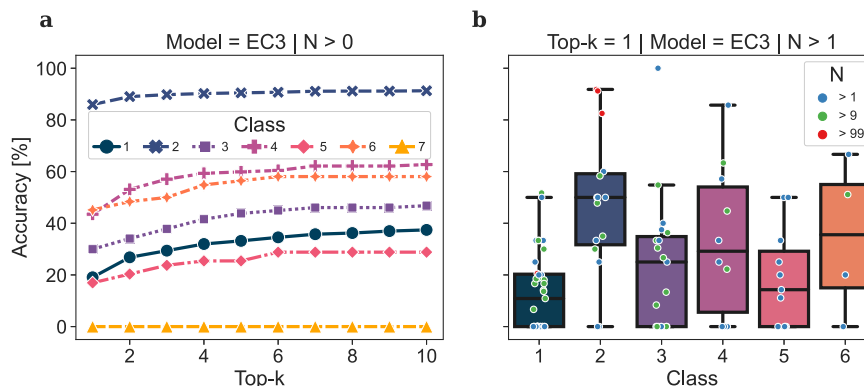 a
Model = EC3 | N > 0
Accuracy [%]
100
80
60
40
20
0
Class
1 2 3 4 5 6 7
2 4 6 8 10
Top-k
b
Top-k = 1 | Model = EC3 | N > 1
N
> 1
> 9
> 99
1 2 3 4 5 6
Class